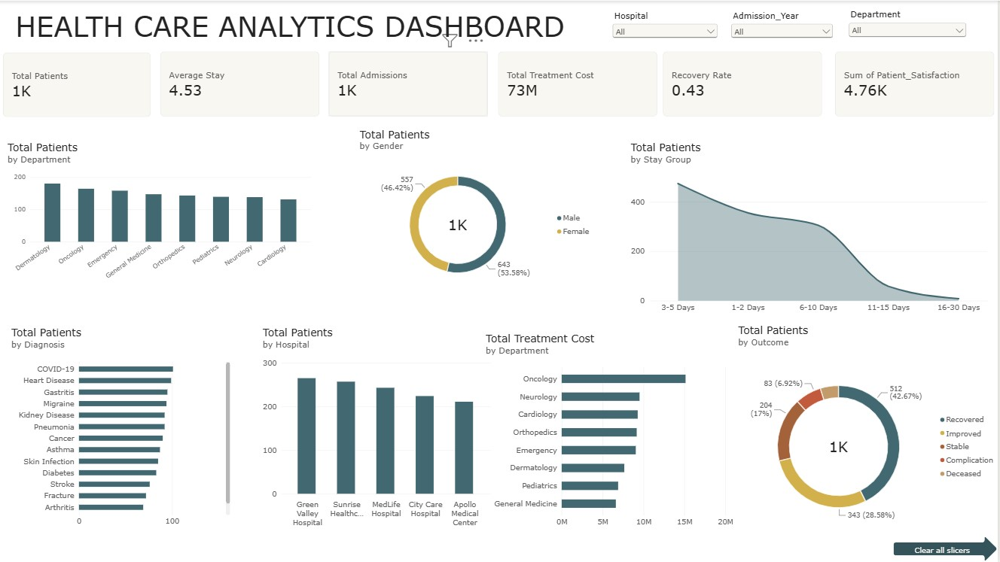 HEALTH CARE ANALYTICS DASHBOARD
Hospital
All
Admission_Year
All
Department
All
Total Patients
1K
Average Stay
4.53
Total Admissions
1K
Total Treatment Cost
73M
Recovery Rate
0.43
Sum of Patient_Satisfaction
4.76K
Total Patients
by Department
200
100
0
Dermatology
Oncology
Emergency
General Medicine
Orthopedics
Pediatrics
Neurology
Cardiology
Total Patients
by Gender
557
(46.42%)
1K
643
(53.58%)
Male
Female
Total Patients
by Stay Group
400
200
0
3-5 Days
1-2 Days
6-10 Days
11-15 Days
16-30 Days
Total Patients
by Diagnosis
COVID-19
Heart Disease
Gastritis
Migraine
Kidney Disease
Pneumonia
Cancer
Asthma
Skin Infection
Diabetes
Stroke
Fracture
Arthritis
0
100
Total Patients
by Hospital
300
200
100
0
Green
Valley
Hospital
Sunrise
Healthc...
MedLife
Hospital
City Care
Hospital
Apollo
Medical
Center
Total Treatment Cost
by Department
Oncology
Neurology
Cardiology
Orthopedics
Emergency
Dermatology
Pediatrics
General Medicine
0M
5M
10M
15M
20M
Total Patients
by Outcome
83 (6.92%)
512
(42.67%)
204
(17%)
1K
343 (28.58%)
Recovered
Improved
Stable
Complication
Deceased
Clear all slicers